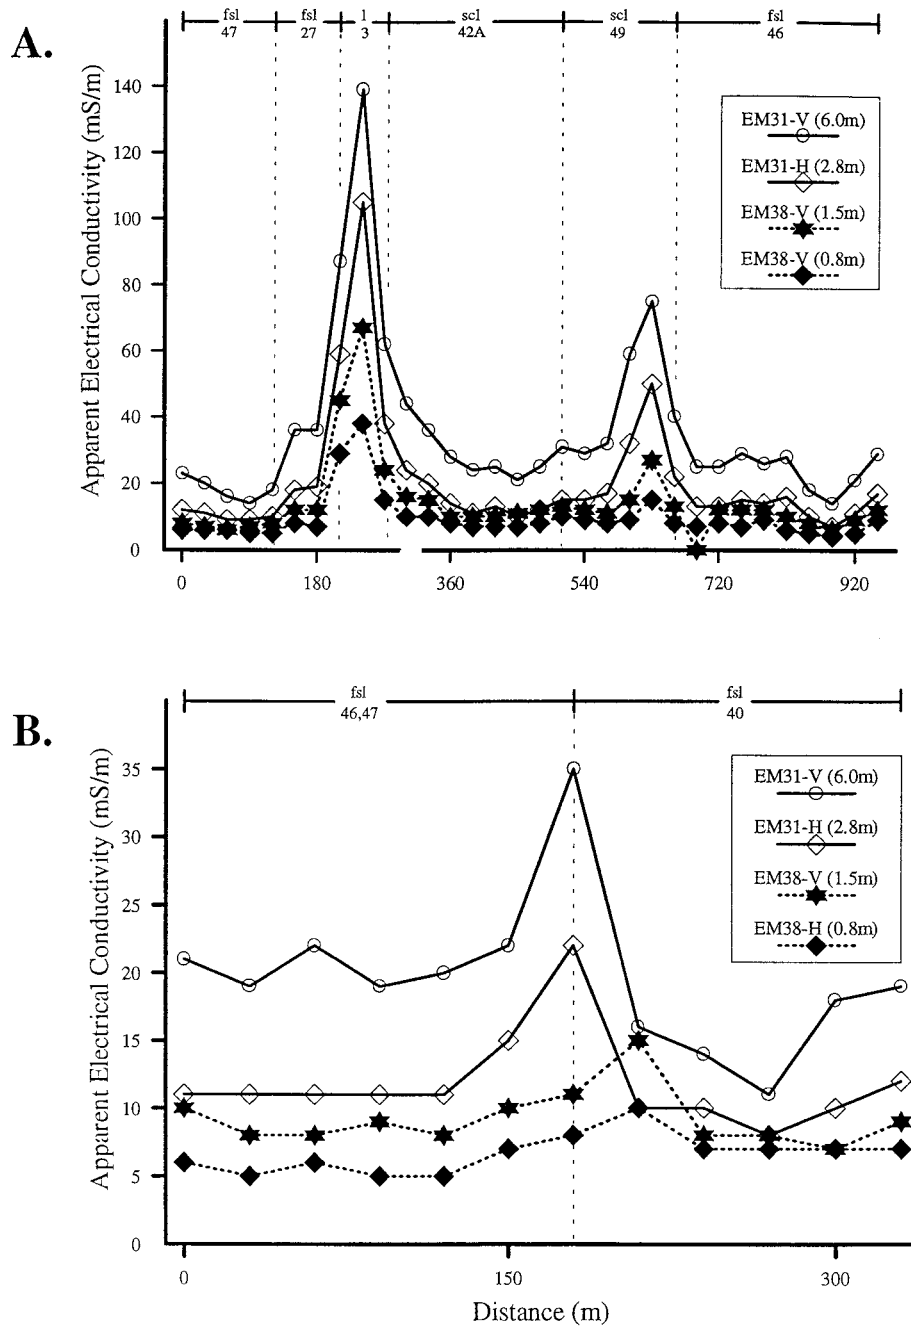 A.
fsl fsl l scl scl fsl
47 27 3 42A 49 46
Apparent Electrical Conductivity (mS/m)
140
120
100
80
60
40
20
0
EM31-V (6.0m)
EM31-H (2.8m)
EM38-V (1.5m)
EM38-V (0.8m)
0 180 360 540 720 920
B.
fsl fsl
46,47 40
Apparent Electrical Conductivity (mS/m)
35
30
25
20
15
10
5
0
EM31-V (6.0m)
EM31-H (2.8m)
EM38-V (1.5m)
EM38-H (0.8m)
0 150 300
Distance (m)